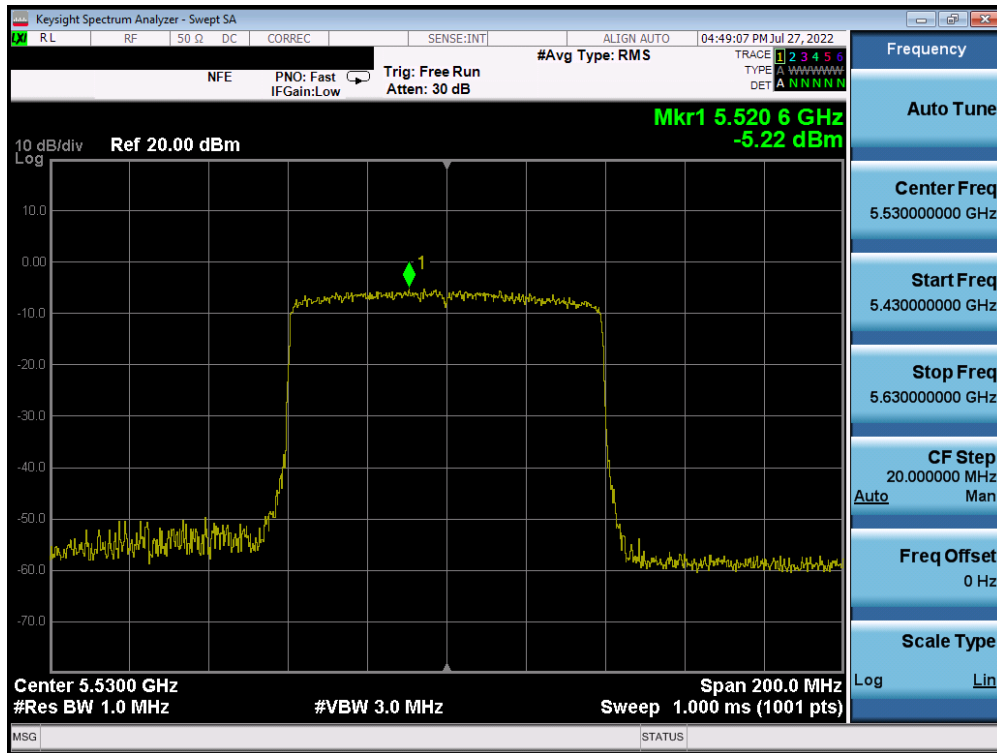 Keysight Spectrum Analyzer - Swept SA
LXI RL RF 50 Ω DC CORREC SENSE:INT ALIGN AUTO 04:49:07 PM Jul 27, 2022
#Avg Type: RMS
TRACE 1 2 3 4 5 6
TYPE A WWWWW
DET A N N N N N
NFE PNO: Fast Trig: Free Run
IFGain:Low Atten: 30 dB
Mkr1 5.520 6 GHz
-5.22 dBm
10 dB/div Ref 20.00 dBm
Log
1
10.0
0.00
-10.0
-20.0
-30.0
-40.0
-50.0
-60.0
-70.0
Center 5.5300 GHz Span 200.0 MHz
#Res BW 1.0 MHz #VBW 3.0 MHz Sweep 1.000 ms (1001 pts)
MSG STATUS
Frequency
Auto Tune
Center Freq
5.530000000 GHz
Start Freq
5.430000000 GHz
Stop Freq
5.630000000 GHz
CF Step
20.000000 MHz
Auto Man
Freq Offset
0 Hz
Scale Type
Log Lin